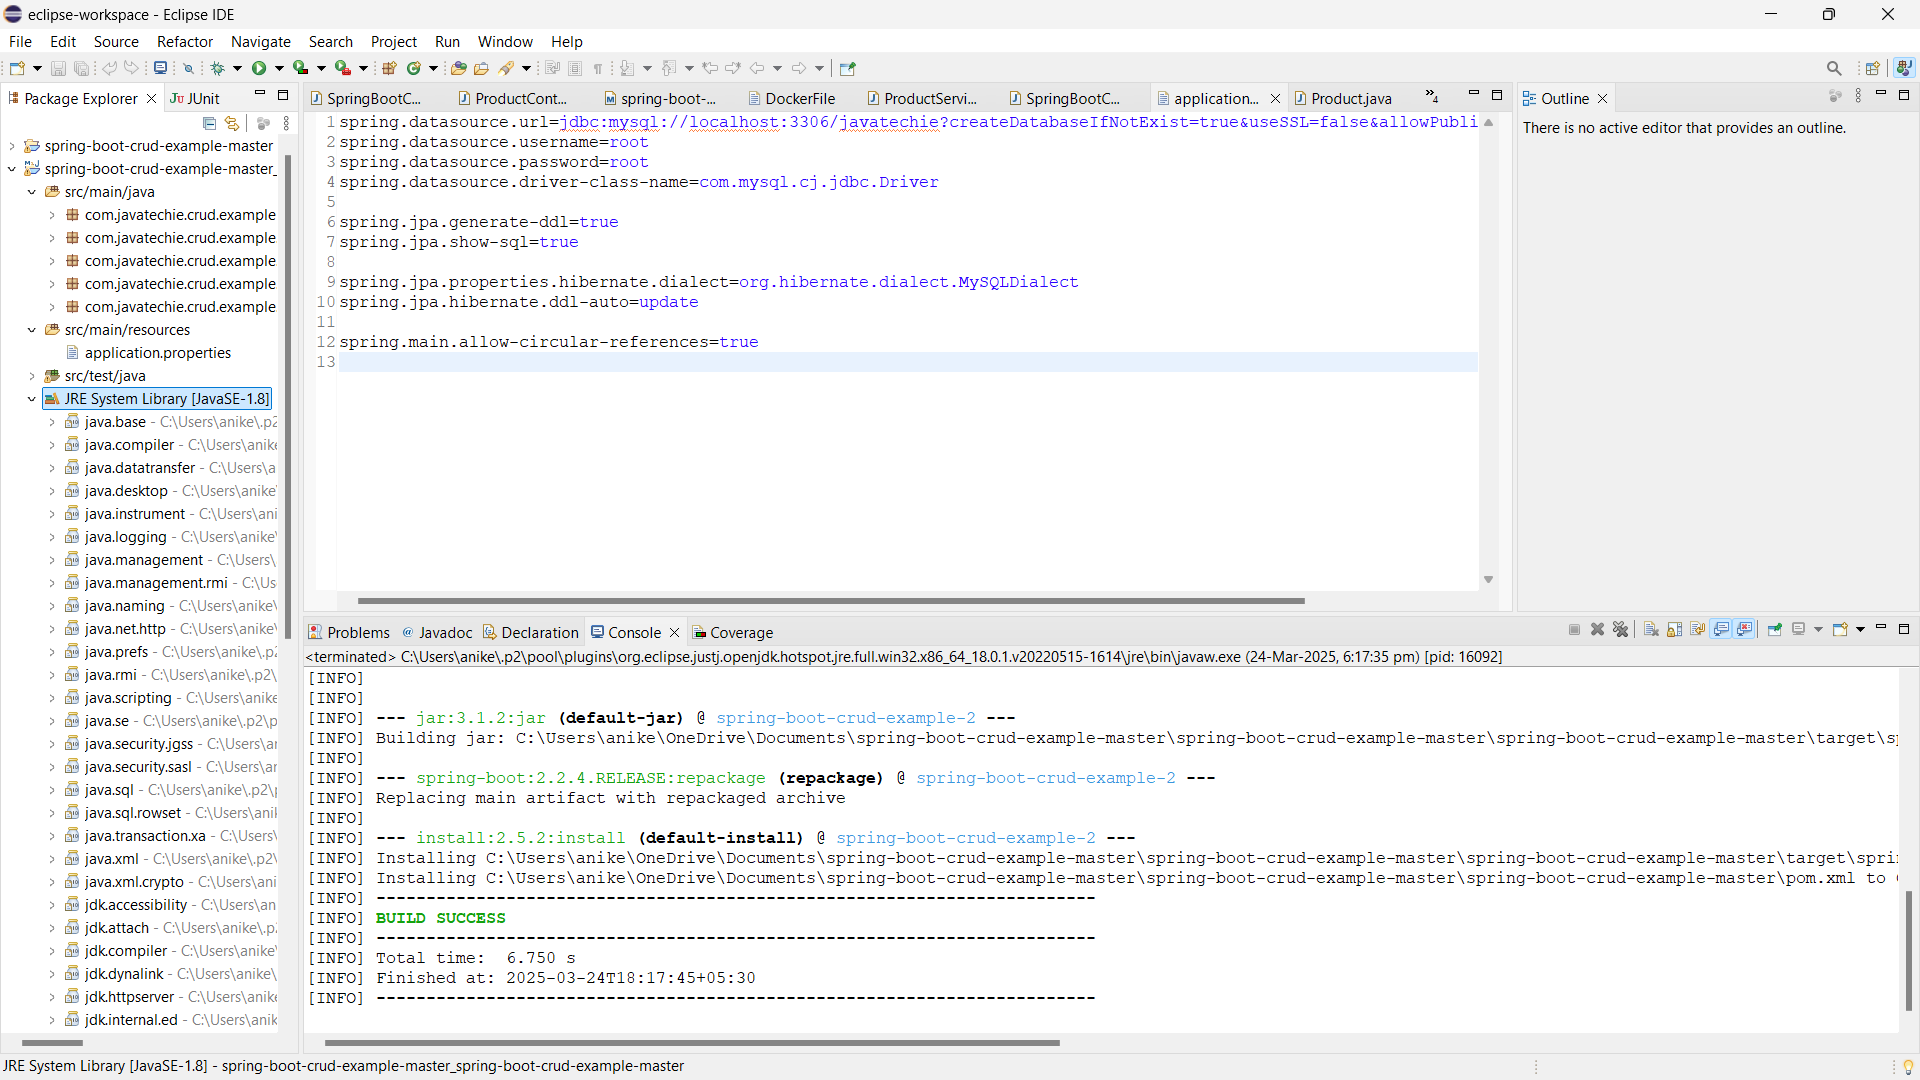 eclipse-workspace - Eclipse IDE
File Edit Source Refactor Navigate Search Project Run Window Help
Package Explorer
JUnit
spring-boot-crud-example-master
spring-boot-crud-example-master_
src/main/java
com.javatechie.crud.example
com.javatechie.crud.example.
com.javatechie.crud.example.
com.javatechie.crud.example.
com.javatechie.crud.example.
src/main/resources
application.properties
src/test/java
JRE System Library [JavaSE-1.8]
java.base - C:\Users\anike\.p2
java.compiler - C:\Users\anike
java.datatransfer - C:\Users\a
java.desktop - C:\Users\anike\
java.instrument - C:\Users\ani
java.logging - C:\Users\anike\
java.management - C:\Users\
java.management.rmi - C:\Us
java.naming - C:\Users\anike\
java.net.http - C:\Users\anike\
java.prefs - C:\Users\anike\.p2
java.rmi - C:\Users\anike\.p2\
java.scripting - C:\Users\anike
java.se - C:\Users\anike\.p2\p
java.security.jgss - C:\Users\an
java.security.sasl - C:\Users\an
java.sql - C:\Users\anike\.p2\
java.sql.rowset - C:\Users\anik
java.transaction.xa - C:\Users\
java.xml - C:\Users\anike\.p2\
java.xml.crypto - C:\Users\ani
jdk.accessibility - C:\Users\an
jdk.attach - C:\Users\anike\.p
jdk.compiler - C:\Users\anike\
jdk.dynalink - C:\Users\anike\
jdk.httpserver - C:\Users\anike
jdk.internal.ed - C:\Users\anik
SpringBootC... ProductCont... spring-boot-... DockerFile ProductServi... SpringBootC... application... Product.java »4
1 spring.datasource.url=jdbc:mysql://localhost:3306/javatechie?createDatabaseIfNotExist=true&useSSL=false&allowPubli
2 spring.datasource.username=root
3 spring.datasource.password=root
4 spring.datasource.driver-class-name=com.mysql.cj.jdbc.Driver
5
6 spring.jpa.generate-ddl=true
7 spring.jpa.show-sql=true
8
9 spring.jpa.properties.hibernate.dialect=org.hibernate.dialect.MySQLDialect
10 spring.jpa.hibernate.ddl-auto=update
11
12 spring.main.allow-circular-references=true
13
Outline
There is no active editor that provides an outline.
Problems @ Javadoc Declaration Console Coverage
<terminated> C:\Users\anike\.p2\pool\plugins\org.eclipse.justj.openjdk.hotspot.jre.full.win32.x86_64_18.0.1.v20220515-1614\jre\bin\javaw.exe (24-Mar-2025, 6:17:35 pm) [pid: 16092]
[INFO]
[INFO]
[INFO] --- jar:3.1.2:jar (default-jar) @ spring-boot-crud-example-2 ---
[INFO] Building jar: C:\Users\anike\OneDrive\Documents\spring-boot-crud-example-master\spring-boot-crud-example-master\spring-boot-crud-example-master\target\sp
[INFO]
[INFO] --- spring-boot:2.2.4.RELEASE:repackage (repackage) @ spring-boot-crud-example-2 ---
[INFO] Replacing main artifact with repackaged archive
[INFO]
[INFO] --- install:2.5.2:install (default-install) @ spring-boot-crud-example-2 ---
[INFO] Installing C:\Users\anike\OneDrive\Documents\spring-boot-crud-example-master\spring-boot-crud-example-master\spring-boot-crud-example-master\target\spri
[INFO] Installing C:\Users\anike\OneDrive\Documents\spring-boot-crud-example-master\spring-boot-crud-example-master\spring-boot-crud-example-master\pom.xml to
[INFO] ------------------------------------------------------------------------
[INFO] BUILD SUCCESS
[INFO] ------------------------------------------------------------------------
[INFO] Total time:  6.750 s
[INFO] Finished at: 2025-03-24T18:17:45+05:30
[INFO] ------------------------------------------------------------------------
JRE System Library [JavaSE-1.8] - spring-boot-crud-example-master_spring-boot-crud-example-master